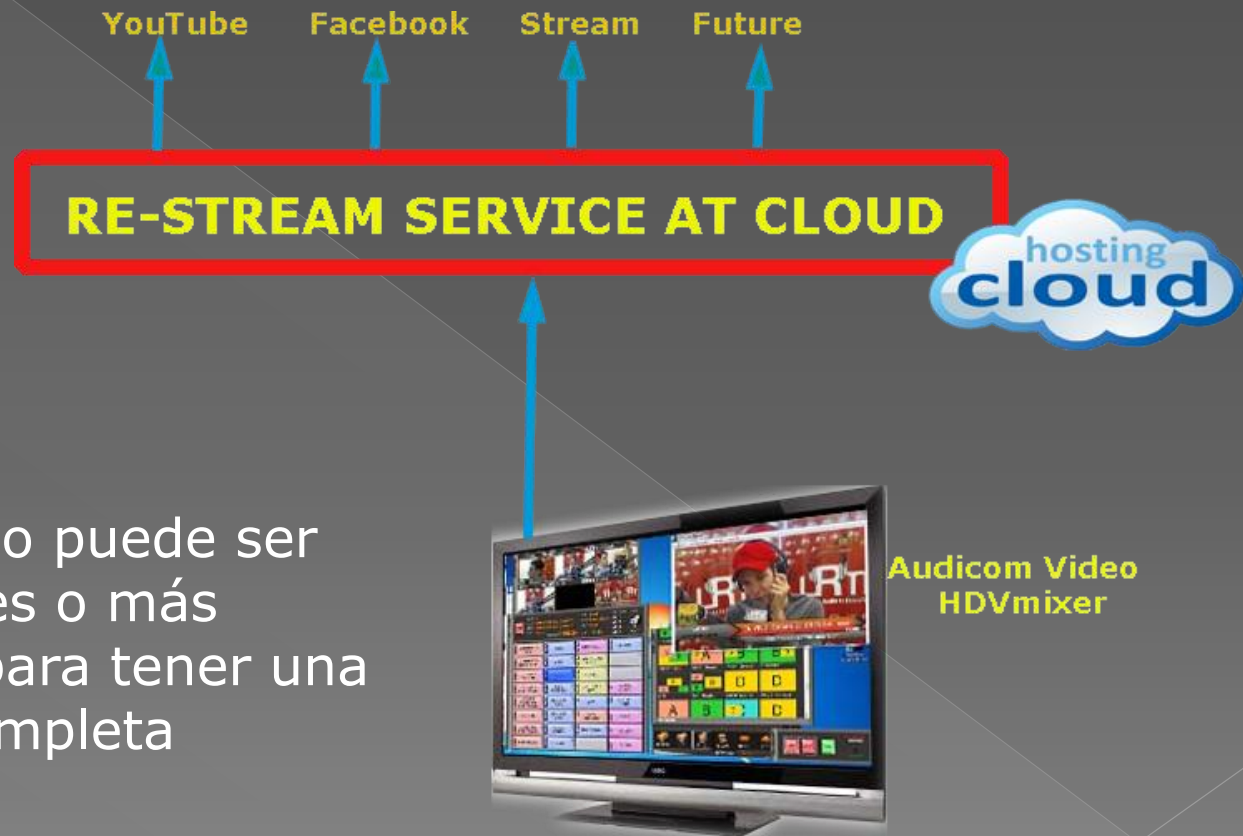 YouTube Facebook Stream Future
RE-STREAM SERVICE AT CLOUD
hosting
cloud
o puede ser
es o más
para tener una
mpleta
Audicom Video
HDVmixer